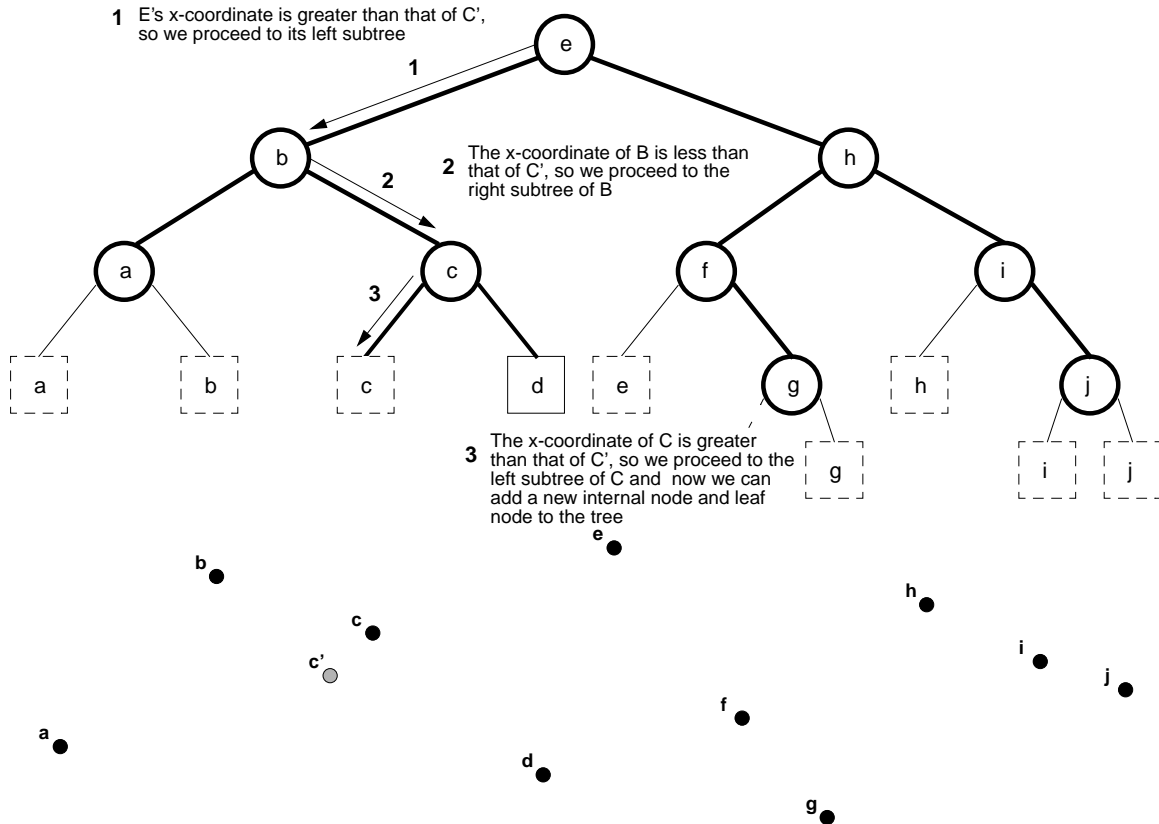 1 E's x-coordinate is greater than that of C',
so we proceed to its left subtree
e
1
b
2
2 The x-coordinate of B is less than
that of C', so we proceed to the
right subtree of B
h
a
3
c
f
i
a
b
c
d
e
g
h
j
3 The x-coordinate of C is greater
than that of C', so we proceed to the
left subtree of C and now we can
add a new internal node and leaf
node to the tree
g
i
j
e
b
h
c
i
c'
j
f
a
d
g